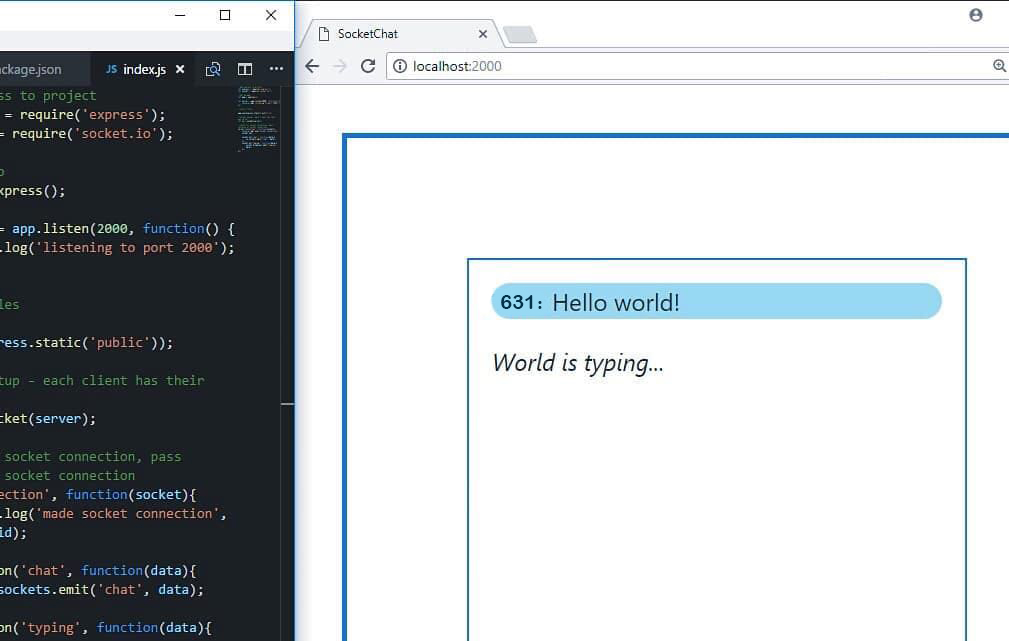 ckage.json JS index.js
ss to project
= require('express');
= require('socket.io');
p
xpress();
= app.listen(2000, function() {
.log('listening to port 2000');
les
ress.static('public'));
tup - each client has their
cket(server);
socket connection, pass
socket connection
ection', function(socket){
.log('made socket connection',
id);
on('chat', function(data){
sockets.emit('chat', data);
on('typing', function(data){
SocketChat
localhost:2000
631: Hello world!
World is typing...